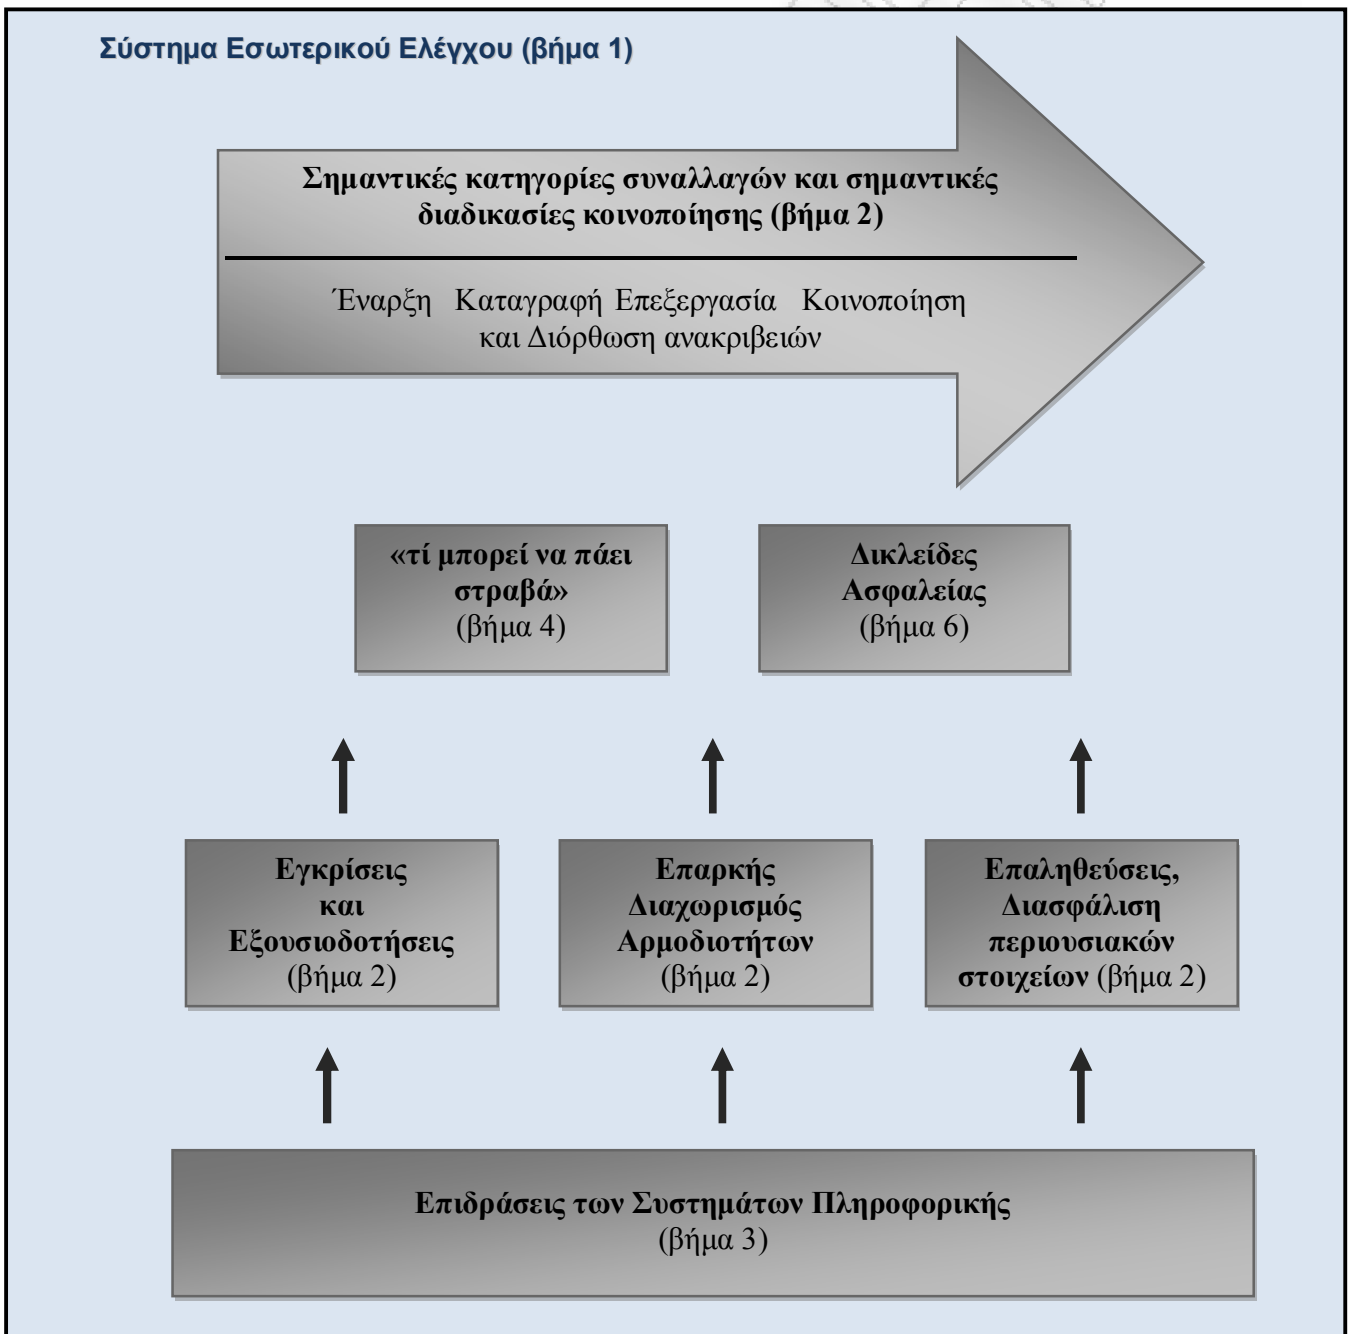 Σύστημα Εσωτερικού Ελέγχου (βήμα 1)
Σημαντικές κατηγορίες συναλλαγών και σημαντικές
διαδικασίες κοινοποίησης (βήμα 2)
Έναρξη Καταγραφή Επεξεργασία Κοινοποίηση
και Διόρθωση ανακριβειών
«τί μπορεί να πάει
στραβά»
(βήμα 4)
Δικλείδες
Ασφαλείας
(βήμα 6)
Εγκρίσεις
και
Εξουσιοδοτήσεις
(βήμα 2)
Επαρκής
Διαχωρισμός
Αρμοδιοτήτων
(βήμα 2)
Επαληθεύσεις,
Διασφάλιση
περιουσιακών
στοιχείων (βήμα 2)
Επιδράσεις των Συστημάτων Πληροφορικής
(βήμα 3)